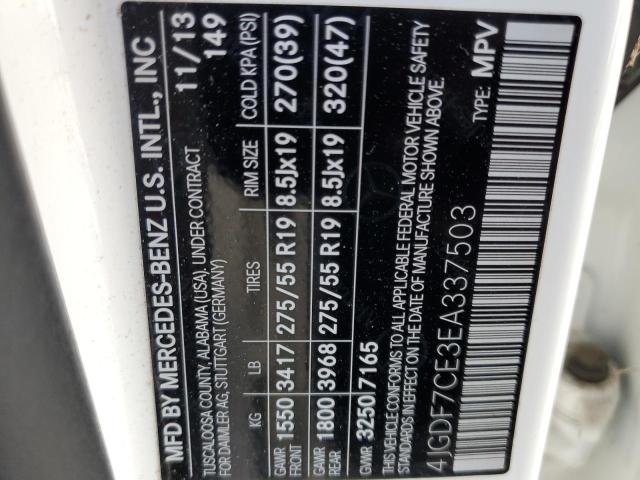 MFD BY MERCEDES-BENZ U.S. INTL., INC
TUSCALOOSA COUNTY, ALABAMA (USA). UNDER CONTRACT 11/13
FOR DAIMLER AG, STUTTGART (GERMANY) 149
KG LB TIRES RIM SIZE COLD KPA (PSI)
GAWR FRONT 1550 3417 275/55 R19 8.5Jx19 270(39)
GAWR REAR 1800 3968 275/55 R19 8.5Jx19 320(47)
GVWR 3250 7165
THIS VEHICLE CONFORMS TO ALL APPLICABLE FEDERAL MOTOR VEHICLE SAFETY
STANDARDS IN EFFECT ON THE DATE OF MANUFACTURE SHOWN ABOVE.
4JGDF7CE3EA337503 TYPE: MPV